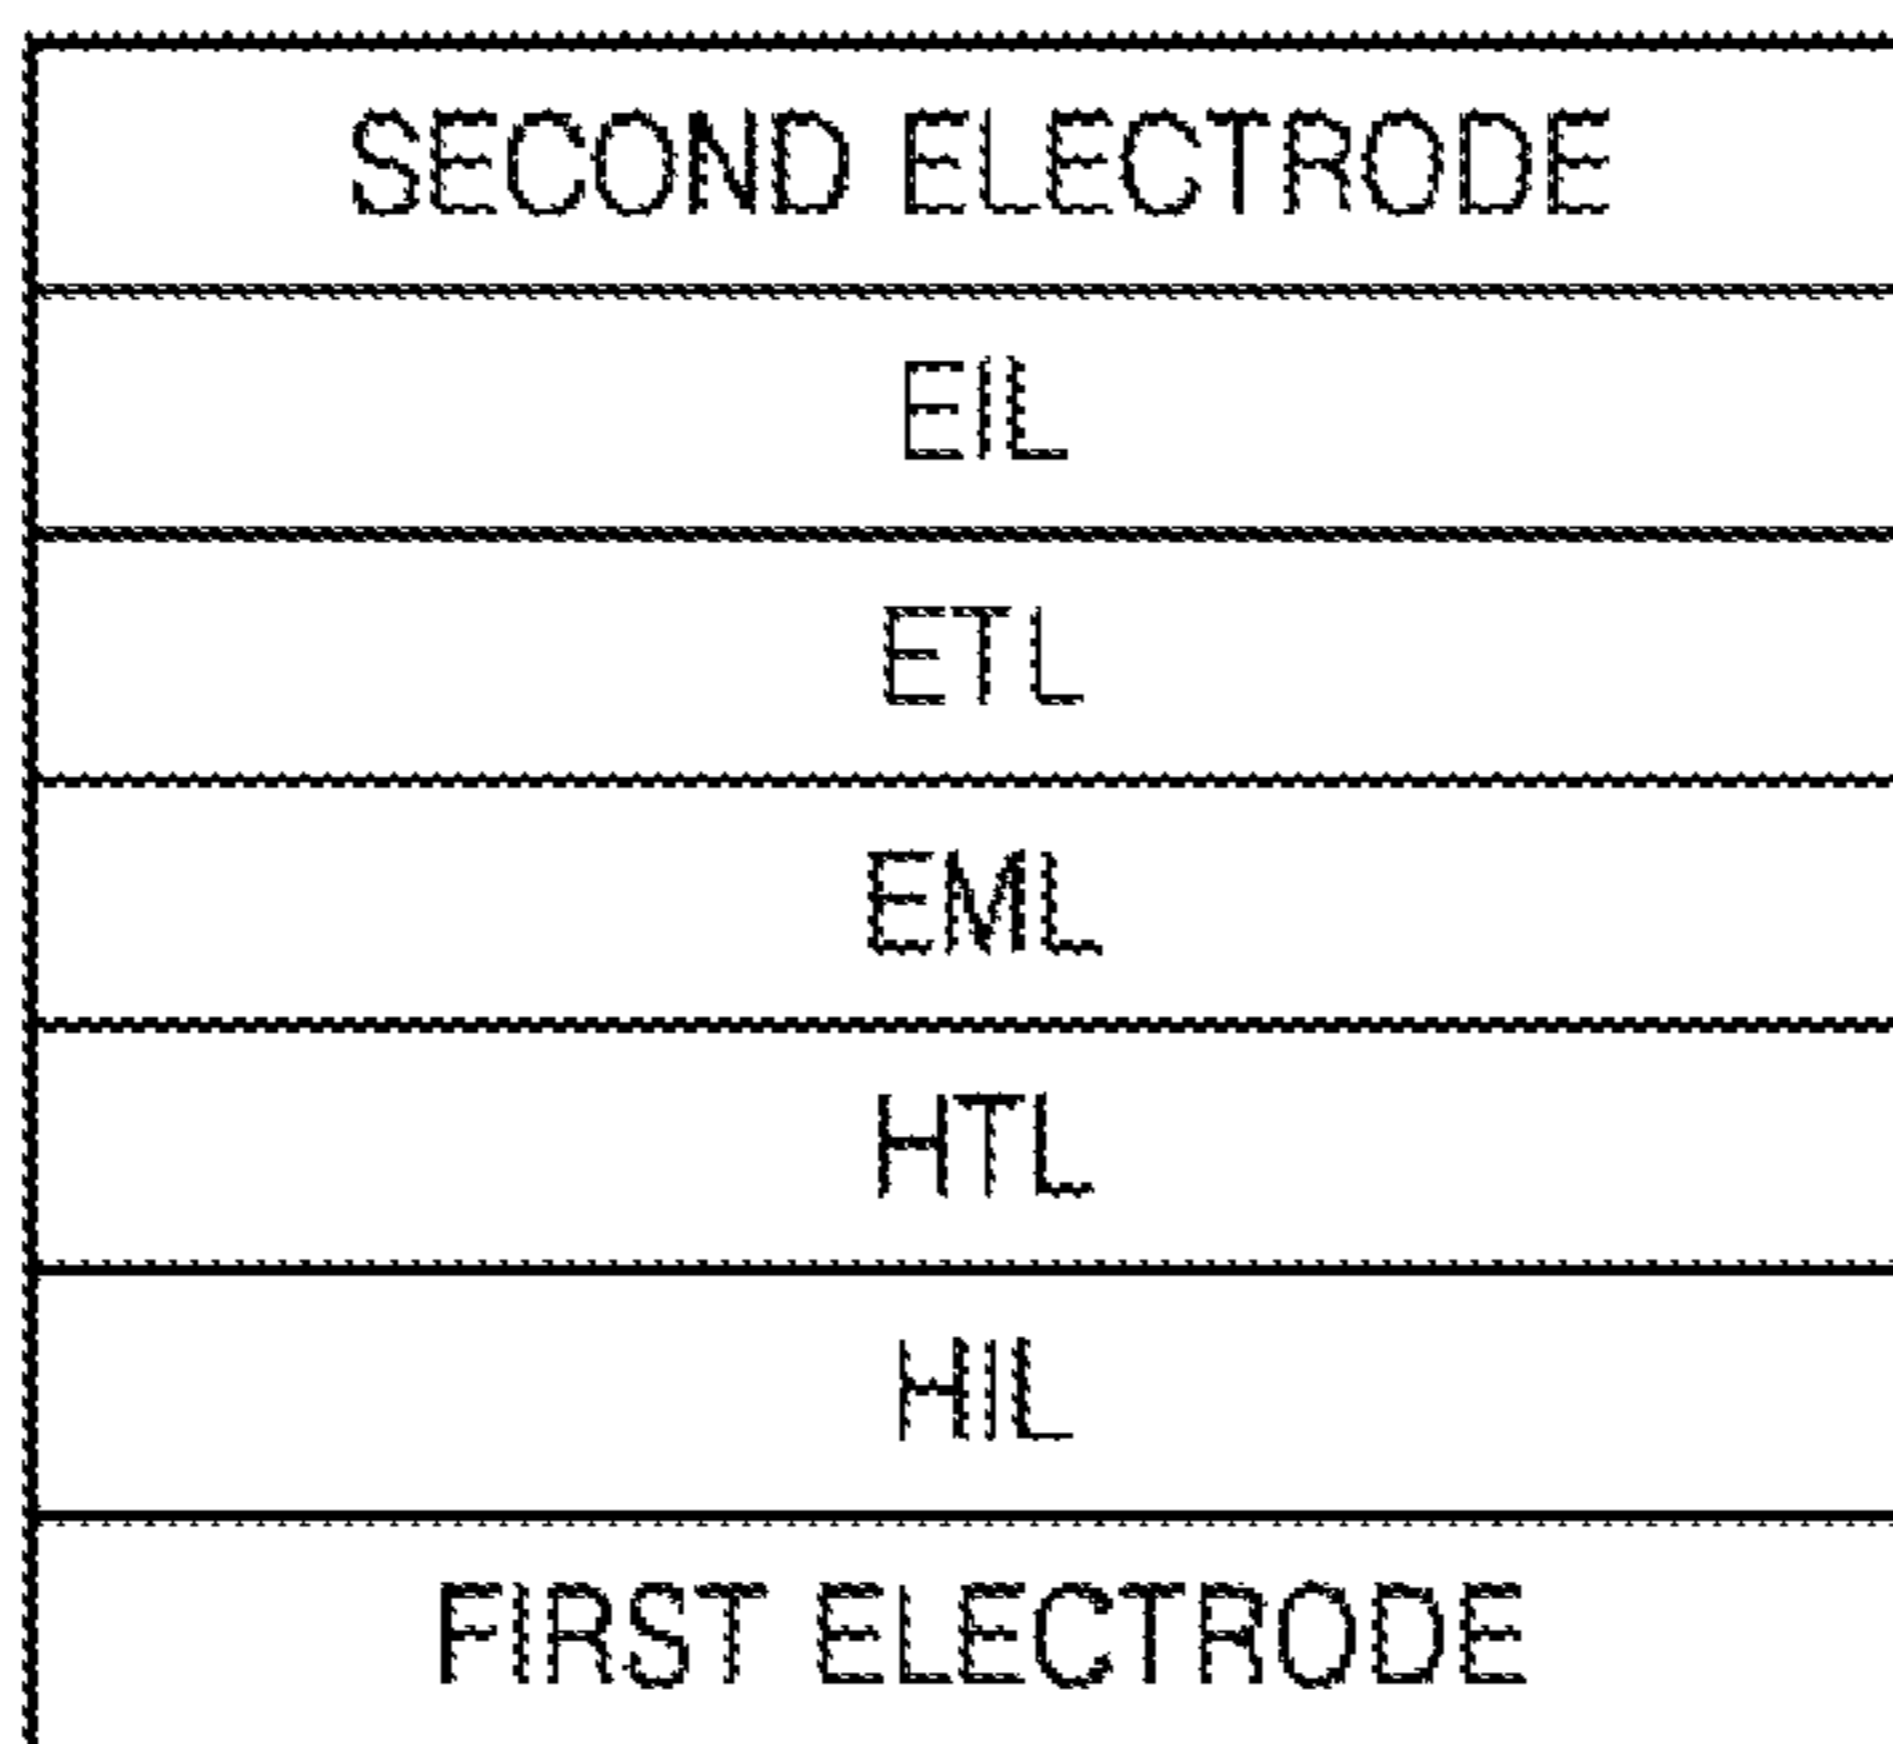 SECOND ELECTRODE
EIL
ETL
EML
HTL
HIL
FIRST ELECTRODE